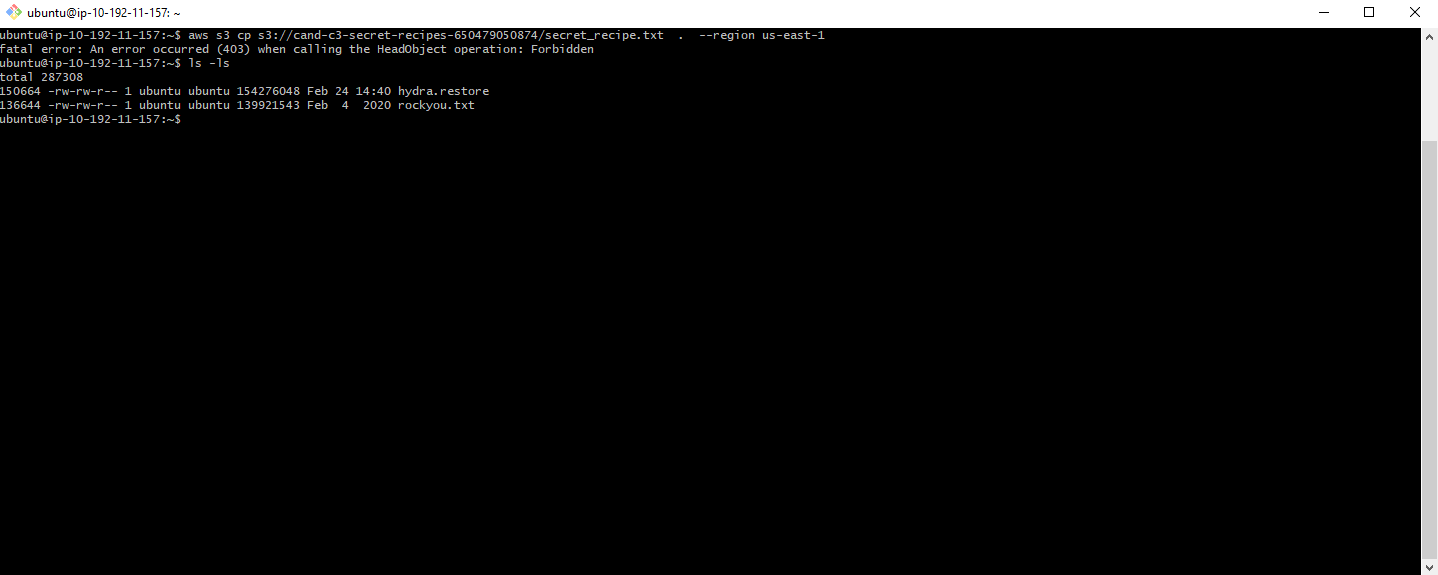 ubuntu@ip-10-192-11-157: ~
ubuntu@ip-10-192-11-157:~$ aws s3 cp s3://cand-c3-secret-recipes-650479050874/secret_recipe.txt  .  --region us-east-1
fatal error: An error occurred (403) when calling the HeadObject operation: Forbidden
ubuntu@ip-10-192-11-157:~$ ls -ls
total 287308
150664 -rw-rw-r-- 1 ubuntu ubuntu 154276048 Feb 24 14:40 hydra.restore
136644 -rw-rw-r-- 1 ubuntu ubuntu 139921543 Feb  4  2020 rockyou.txt
ubuntu@ip-10-192-11-157:~$